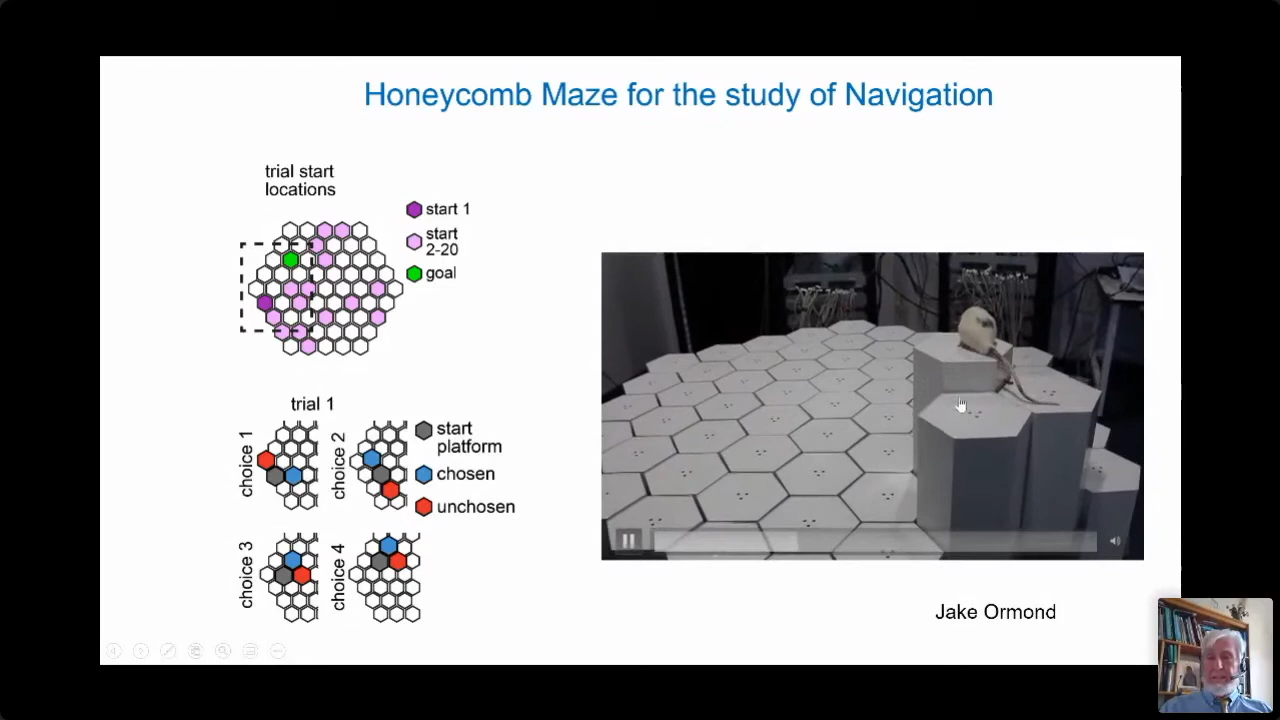 Honeycomb Maze for the study of Navigation
trial start
locations
start 1
start
2-20
goal
trial 1
choice 1
choice 2
start
platform
chosen
unchosen
choice 3
choice 4
Jake Ormond